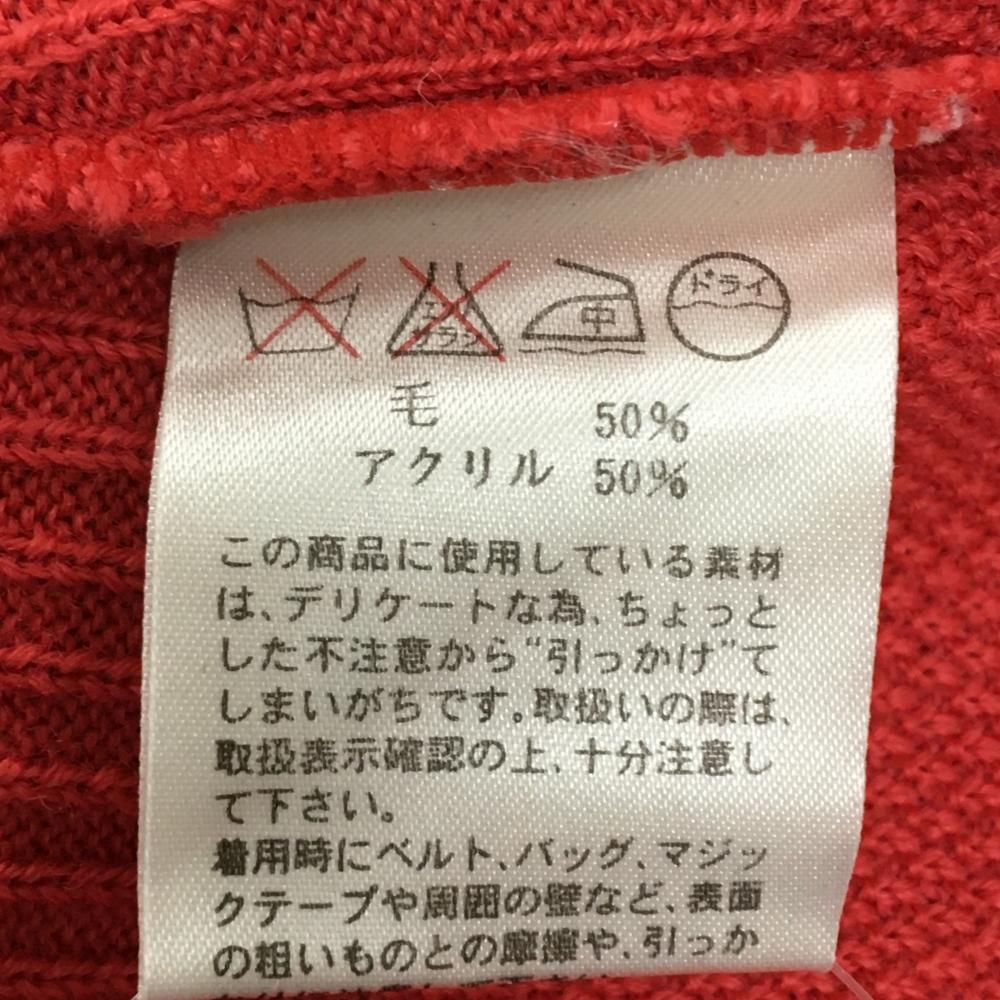 エンソ サラシ 中 ドライ
毛 50%
アクリル 50%
この商品に使用している素材
は、デリケートな為、ちょっと
した不注意から“引っかけ”て
しまいがちです。取扱いの際は、
取扱表示確認の上、十分注意し
て下さい。
着用時にベルト、バッグ、マジッ
クテープや周囲の壁など、表面
の粗いものとの摩擦や、引っか